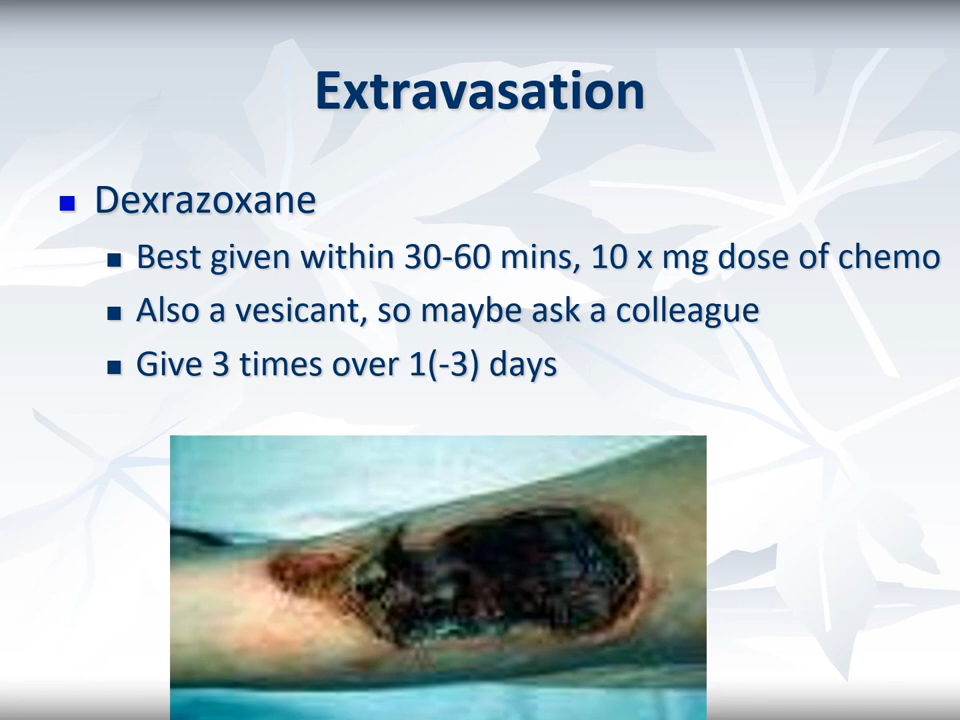 Extravasation
Dexrazoxane
Best given within 30-60 mins, 10 x mg dose of chemo
Also a vesicant, so maybe ask a colleague
Give 3 times over 1(-3) days